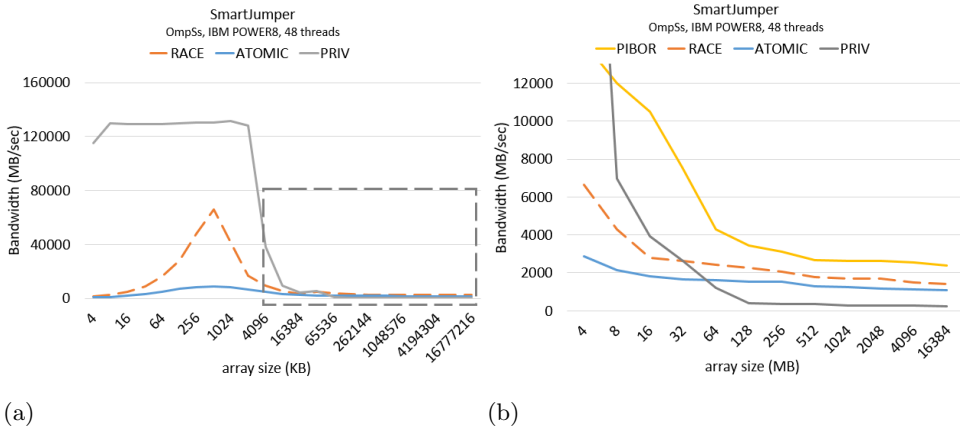 SmartJumper
OmpSs, IBM POWER8, 48 threads
RACE ATOMIC PRIV
160000
120000
80000
40000
0
Bandwidth (MB/sec)
4 16 64 256 1024 4096 16384 65536 262144 1048576 4194304 16777216
array size (KB)
(a)
SmartJumper
OmpSs, IBM POWER8, 48 threads
PIBOR RACE ATOMIC PRIV
12000
10000
8000
6000
4000
2000
0
Bandwidth (MB/sec)
4 8 16 32 64 128 256 512 1024 2048 4096 16384
array size (MB)
(b)